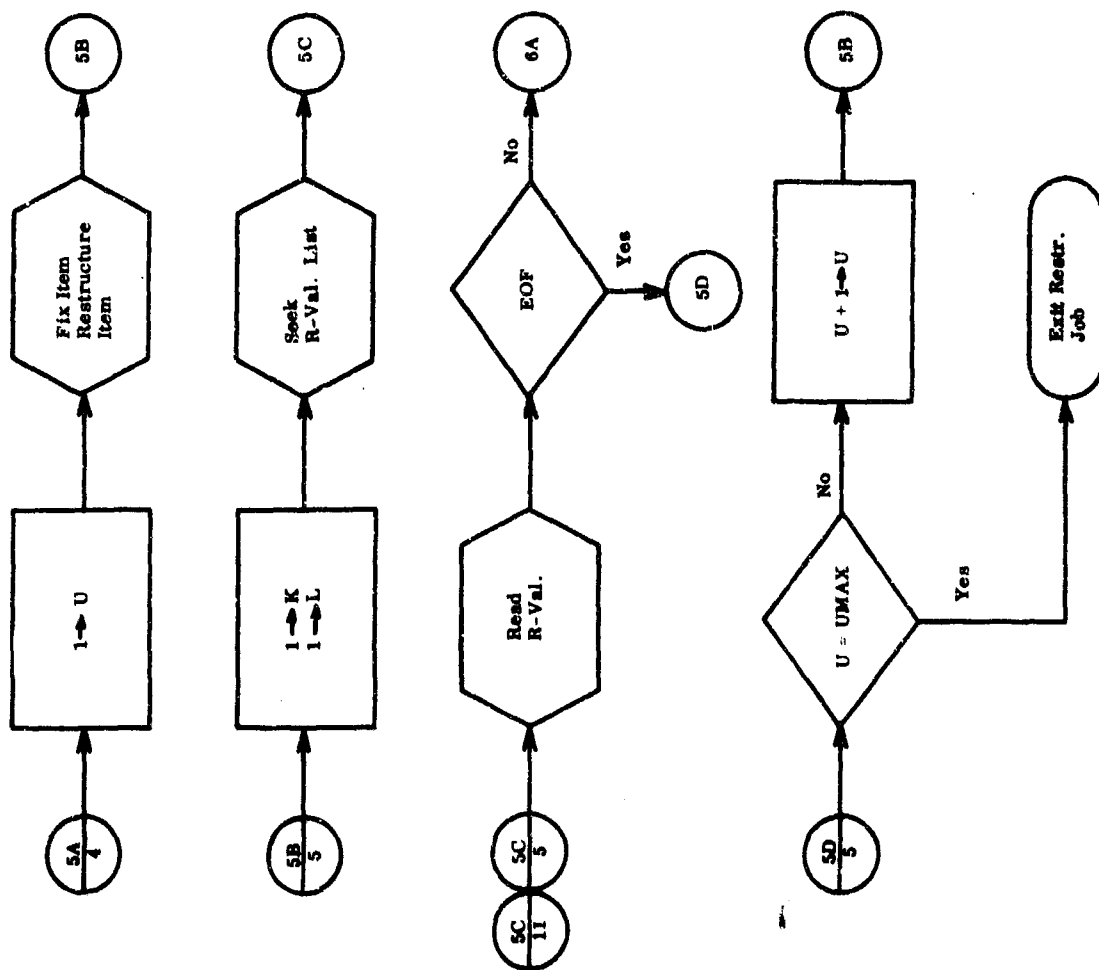 5A
4
1→U
Fix Item
Restructure
Item
5B
5B
5
1→K
1→L
Seek
R-Val. List
5C
5C
11
5C
5
Read
R-Val.
EOF
No
6A
Yes
5D
5D
5
U = UMAX
No
U + 1→U
5B
Yes
Exit Restr.
Job